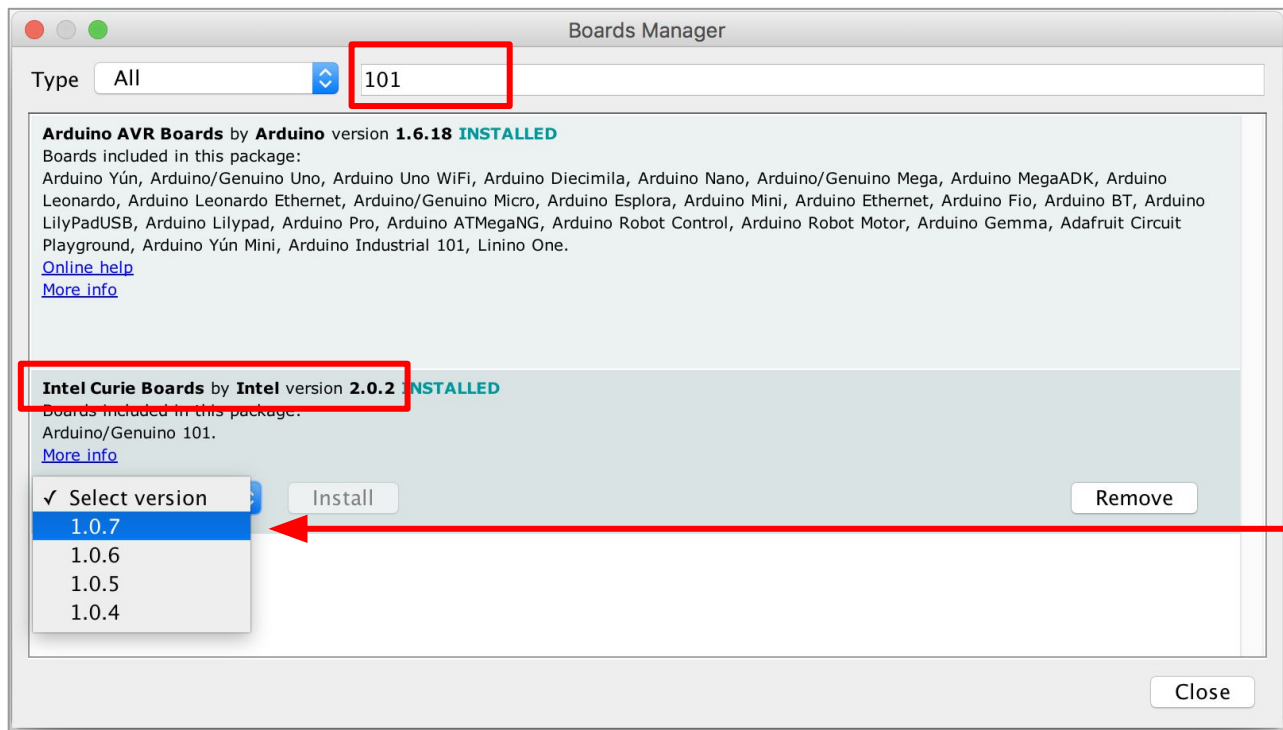 Boards Manager
Type All 101
Arduino AVR Boards by Arduino version 1.6.18 INSTALLED
Boards included in this package:
Arduino Yún, Arduino/Genuino Uno, Arduino Uno WiFi, Arduino Diecimila, Arduino Nano, Arduino/Genuino Mega, Arduino MegaADK, Arduino
Leonardo, Arduino Leonardo Ethernet, Arduino/Genuino Micro, Arduino Esplora, Arduino Mini, Arduino Ethernet, Arduino Fio, Arduino BT, Arduino
LilyPadUSB, Arduino Lilypad, Arduino Pro, Arduino ATMegaNG, Arduino Robot Control, Arduino Robot Motor, Arduino Gemma, Adafruit Circuit
Playground, Arduino Yún Mini, Arduino Industrial 101, Linino One.
Online help
More info
Intel Curie Boards by Intel version 2.0.2 INSTALLED
Boards included in this package:
Arduino/Genuino 101.
More info
✓ Select version Install Remove
1.0.7
1.0.6
1.0.5
1.0.4
Close